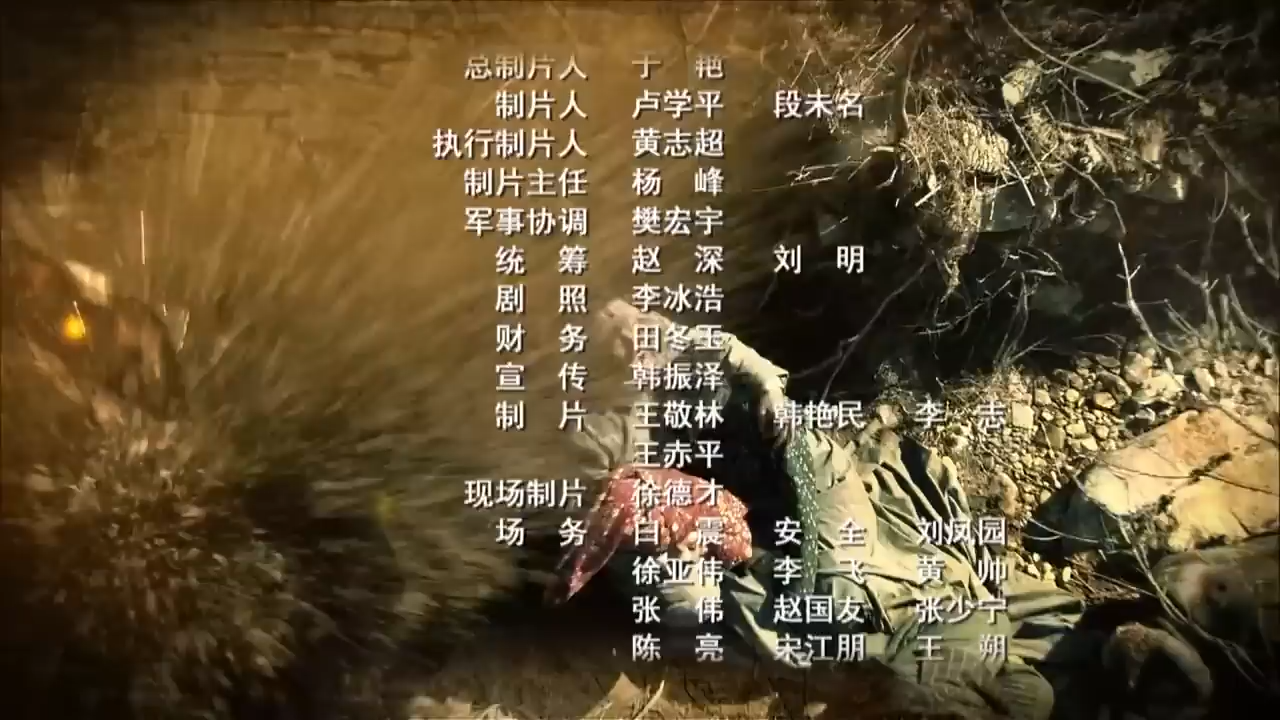 总制片人 于 艳
制片人 卢学平 段未名
执行制片人 黄志超
制片主任 杨 峰
军事协调 樊宏宇
统 筹 赵 深 刘 明
剧 照 李冰浩
财 务 田冬玉
宣 传 韩振泽
制 片 王敬林 韩艳民 李 志
王赤平
现场制片 徐德才
场 务 白 震 安 全 刘凤园
徐亚伟 李 飞 黄 帅
张 伟 赵国友 张少宁
陈 亮 宋江朋 王 朔